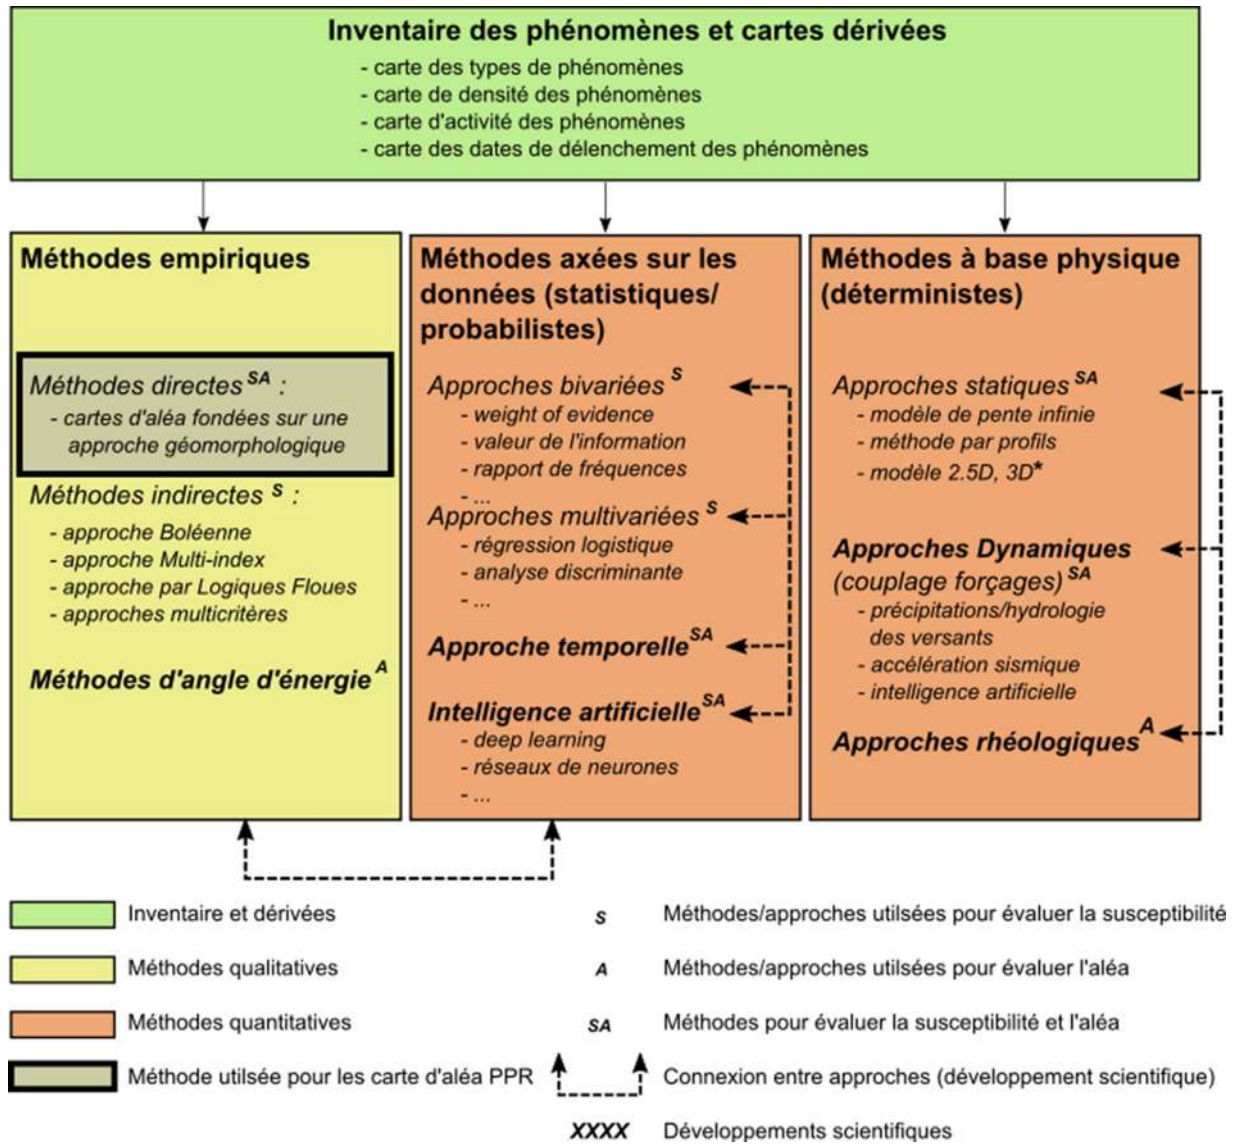 Inventaire des phénomènes et cartes dérivées
- carte des types de phénomènes
- carte de densité des phénomènes
- carte d'activité des phénomènes
- carte des dates de délenchement des phénomènes
Méthodes empiriques
Méthodes directes SA :
- cartes d'aléa fondées sur une
approche géomorphologique
Méthodes indirectes S :
- approche Boléenne
- approche Multi-index
- approche par Logiques Floues
- approches multicritères
Méthodes d'angle d'énergie A
Méthodes axées sur les
données (statistiques/
probabilistes)
Approches bivariées S
- weight of evidence
- valeur de l'information
- rapport de fréquences
- ...
Approches multivariées S
- régression logistique
- analyse discriminante
- ...
Approche temporelle SA
Intelligence artificielle SA
- deep learning
- réseaux de neurones
- ...
Méthodes à base physique
(déterministes)
Approches statiques SA
- modèle de pente infinie
- méthode par profils
- modèle 2.5D, 3D*
Approches Dynamiques
(couplage forçages) SA
- précipitations/hydrologie
des versants
- accélération sismique
- intelligence artificielle
Approches rhéologiques A
Inventaire et dérivées
Méthodes qualitatives
Méthodes quantitatives
Méthode utilsée pour les carte d'aléa PPR
S Méthodes/approches utilsées pour évaluer la susceptibilité
A Méthodes/approches utilsées pour évaluer l'aléa
SA Méthodes pour évaluer la susceptibilité et l'aléa
Connexion entre approches (développement scientifique)
XXXX Développements scientifiques